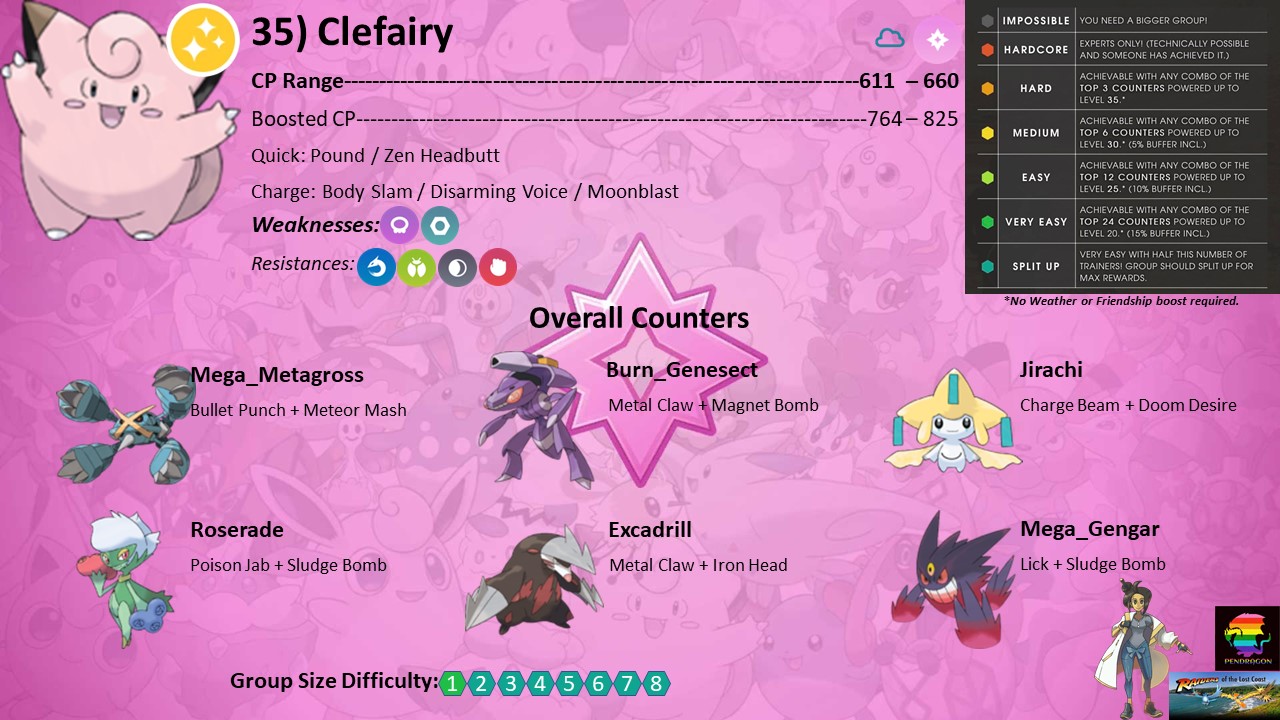 35) Clefairy
CP Range-------------------------------------------------------------------------611 – 660
Boosted CP-------------------------------------------------------------------------764 – 825
Quick: Pound / Zen Headbutt
Charge: Body Slam / Disarming Voice / Moonblast
Weaknesses:
Resistances:
IMPOSSIBLE
YOU NEED A BIGGER GROUP!
HARDCORE
EXPERTS ONLY! (TECHNICALLY POSSIBLE
AND SOMEONE HAS ACHIEVED IT.)
HARD
ACHIEVABLE WITH ANY COMBO OF THE
TOP 3 COUNTERS POWERED UP TO
LEVEL 35.*
MEDIUM
ACHIEVABLE WITH ANY COMBO OF THE
TOP 6 COUNTERS POWERED UP TO
LEVEL 30.* (5% BUFFER INCL.)
EASY
ACHIEVABLE WITH ANY COMBO OF THE
TOP 12 COUNTERS POWERED UP TO
LEVEL 25.* (10% BUFFER INCL.)
VERY EASY
ACHIEVABLE WITH ANY COMBO OF THE
TOP 24 COUNTERS POWERED UP TO
LEVEL 20.* (15% BUFFER INCL.)
SPLIT UP
VERY EASY WITH HALF THIS NUMBER OF
TRAINERS! GROUP SHOULD SPLIT UP FOR
MAX REWARDS.
*No Weather or Friendship boost required.
Overall Counters
Mega_Metagross
Bullet Punch + Meteor Mash
Burn_Genesect
Metal Claw + Magnet Bomb
Jirachi
Charge Beam + Doom Desire
Roserade
Poison Jab + Sludge Bomb
Excadrill
Metal Claw + Iron Head
Mega_Gengar
Lick + Sludge Bomb
Group Size Difficulty: 1 2 3 4 5 6 7 8
PENDRAGON
RAIDERS of the Lost Coast